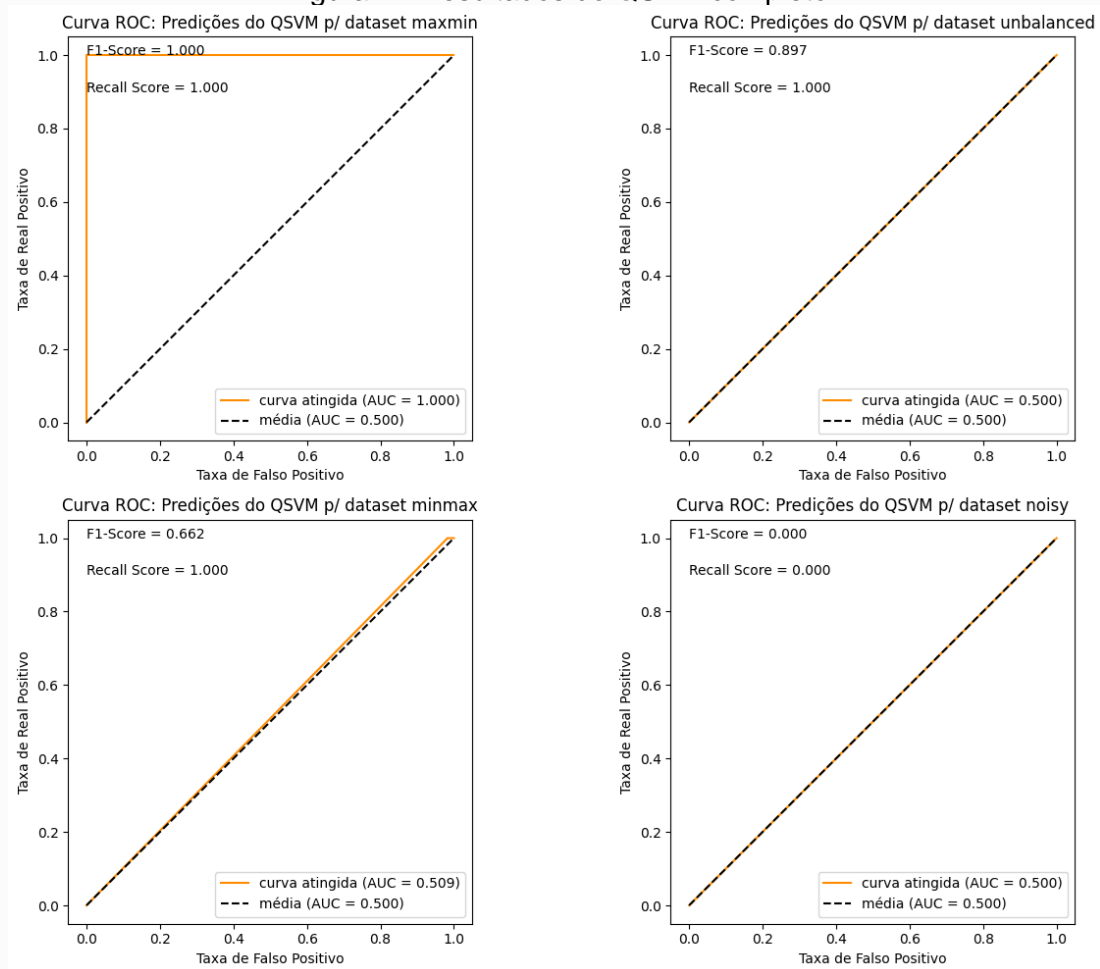 Curva ROC: Predições do QSVM p/ dataset maxmin
F1-Score = 1.000
Recall Score = 1.000
1.0
0.8
0.6
0.4
0.2
0.0
Taxa de Real Positivo
curva atingida (AUC = 1.000)
média (AUC = 0.500)
0.0 0.2 0.4 0.6 0.8 1.0
Taxa de Falso Positivo
Curva ROC: Predições do QSVM p/ dataset unbalanced
F1-Score = 0.897
Recall Score = 1.000
1.0
0.8
0.6
0.4
0.2
0.0
Taxa de Real Positivo
curva atingida (AUC = 0.500)
média (AUC = 0.500)
0.0 0.2 0.4 0.6 0.8 1.0
Taxa de Falso Positivo
Curva ROC: Predições do QSVM p/ dataset minmax
F1-Score = 0.662
Recall Score = 1.000
1.0
0.8
0.6
0.4
0.2
0.0
Taxa de Real Positivo
curva atingida (AUC = 0.509)
média (AUC = 0.500)
0.0 0.2 0.4 0.6 0.8 1.0
Taxa de Falso Positivo
Curva ROC: Predições do QSVM p/ dataset noisy
F1-Score = 0.000
Recall Score = 0.000
1.0
0.8
0.6
0.4
0.2
0.0
Taxa de Real Positivo
curva atingida (AUC = 0.500)
média (AUC = 0.500)
0.0 0.2 0.4 0.6 0.8 1.0
Taxa de Falso Positivo